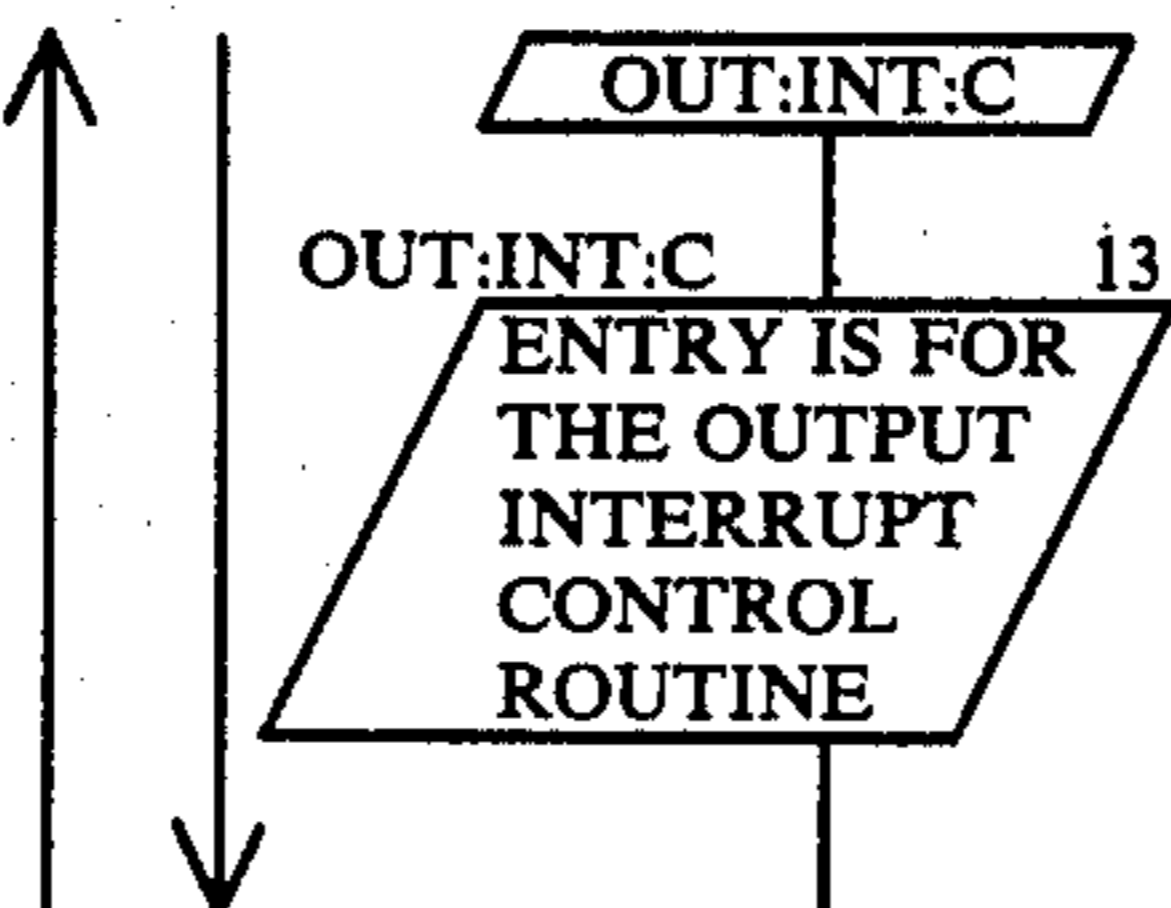 OUT:INT:C
OUT:INT:C 13
ENTRY IS FOR
THE OUTPUT
INTERRUPT
CONTROL
ROUTINE